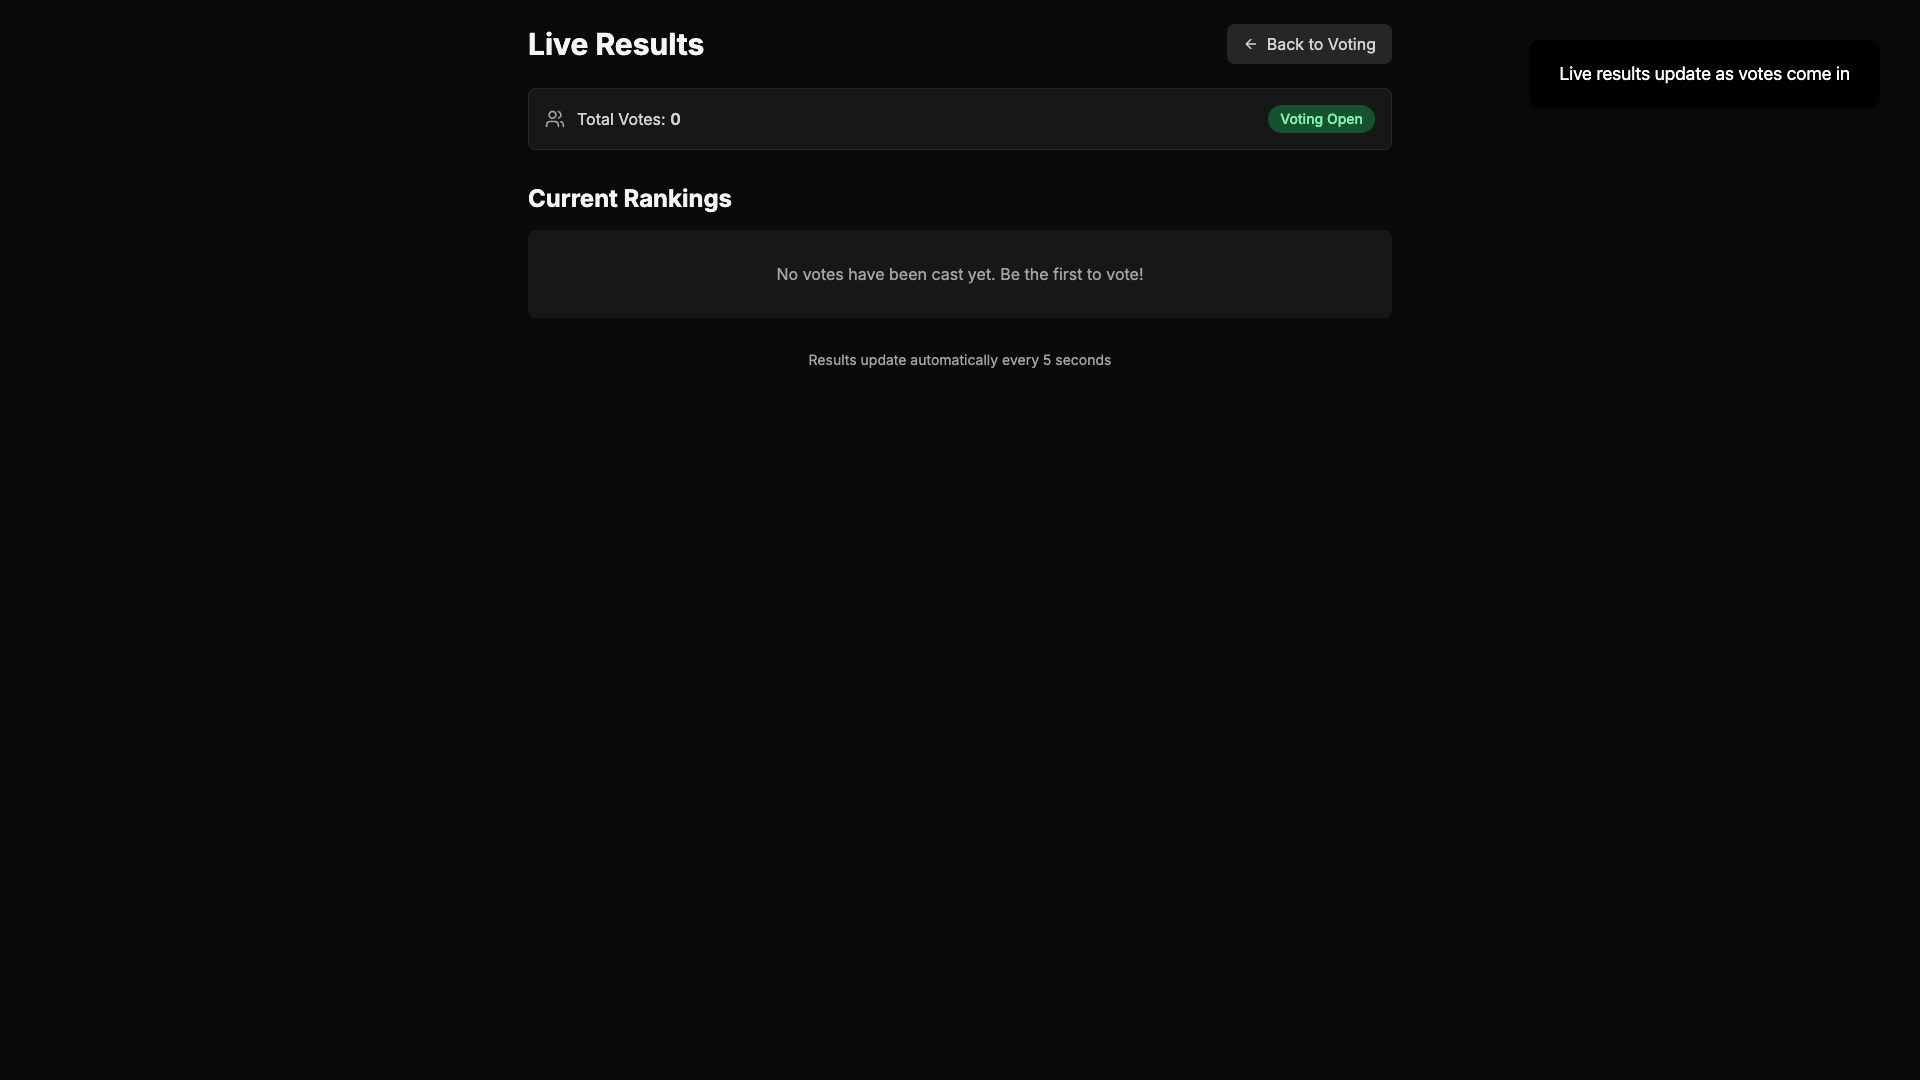 Live Results
Back to Voting
Live results update as votes come in
Total Votes: 0
Voting Open
Current Rankings
No votes have been cast yet. Be the first to vote!
Results update automatically every 5 seconds